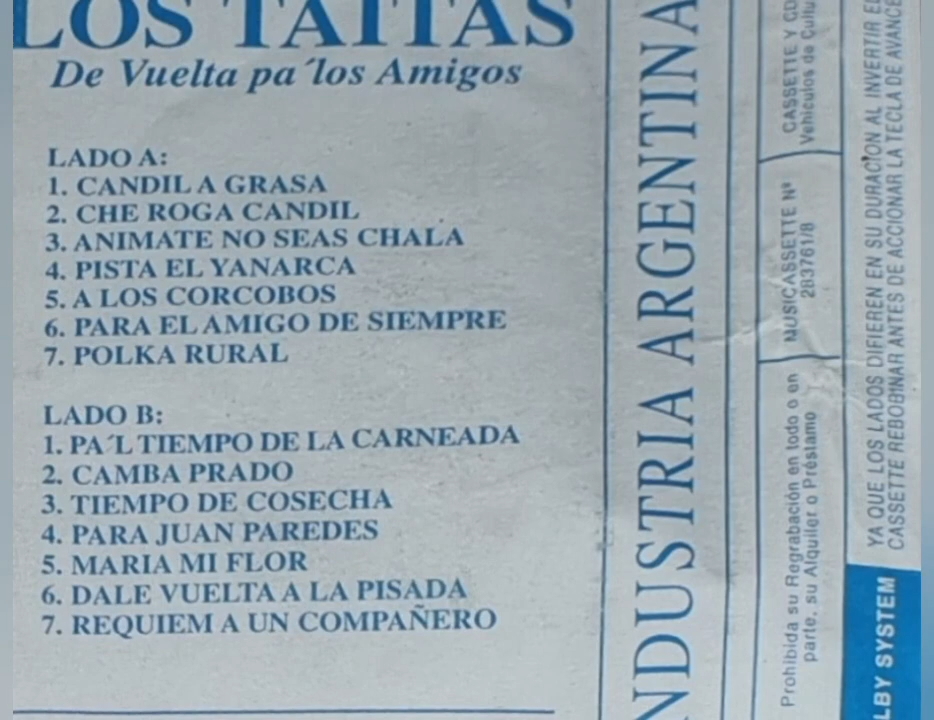 LOS TAITAS
De Vuelta pa´los Amigos
LADO A:
1. CANDIL A GRASA
2. CHE ROGA CANDIL
3. ANIMATE NO SEAS CHALA
4. PISTA EL YANARCA
5. A LOS CORCOBOS
6. PARA EL AMIGO DE SIEMPRE
7. POLKA RURAL
LADO B:
1. PA´L TIEMPO DE LA CARNEADA
2. CAMBA PRADO
3. TIEMPO DE COSECHA
4. PARA JUAN PAREDES
5. MARIA MI FLOR
6. DALE VUELTA A LA PISADA
7. REQUIEM A UN COMPAÑERO
INDUSTRIA ARGENTINA
Prohibida su Regrabación en todo o en
parte, su Alquiler o Préstamo
MUSICASSETTE Nº
283761/8
CASSETTE Y CD
Vehículos de Cultu
LBY SYSTEM
YA QUE LOS LADOS DIFIEREN EN SU DURACION AL INVERTIR EL
CASSETTE REBOBINAR ANTES DE ACCIONAR LA TECLA DE AVANCE